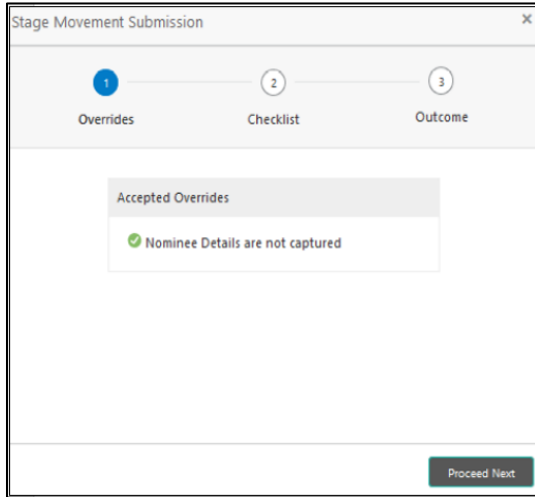 Stage Movement Submission ×
1 2 3
Overrides Checklist Outcome
Accepted Overrides
Nominee Details are not captured
Proceed Next